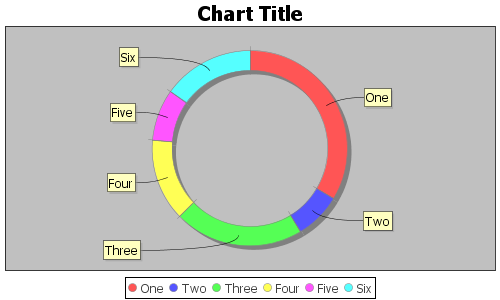 Chart Title
Six
One
Five
Four
Two
Three
One Two Three Four Five Six